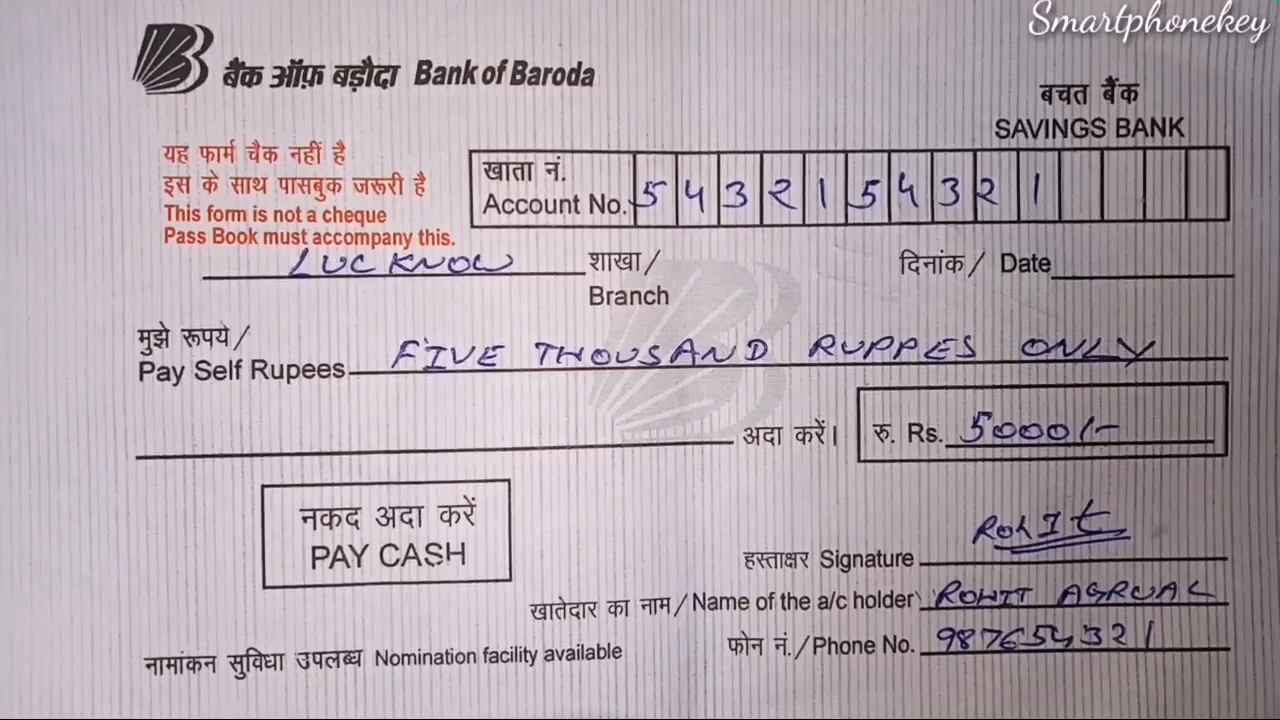 Smartphonekey
बैंक ऑफ़ बड़ौदा Bank of Baroda
बचत बैंक
SAVINGS BANK
यह फार्म चैक नहीं है
इस के साथ पासबुक जरूरी है
This form is not a cheque
Pass Book must accompany this.
खाता नं.
Account No. 5 4 3 2 1 5 4 3 2 1
LUCKNOW शाखा/ दिनांक/ Date
Branch
मुझे रूपये/
Pay Self Rupees FIVE THOUSAND RUPPES ONLY
अदा करें। रु. Rs. 5000/-
नकद अदा करें
PAY CASH
RohIt
हस्ताक्षर Signature
खातेदार का नाम/Name of the a/c holder ROHIT AGRUAL
फोन नं./Phone No. 987654321
नामांकन सुविधा उपलब्ध Nomination facility available